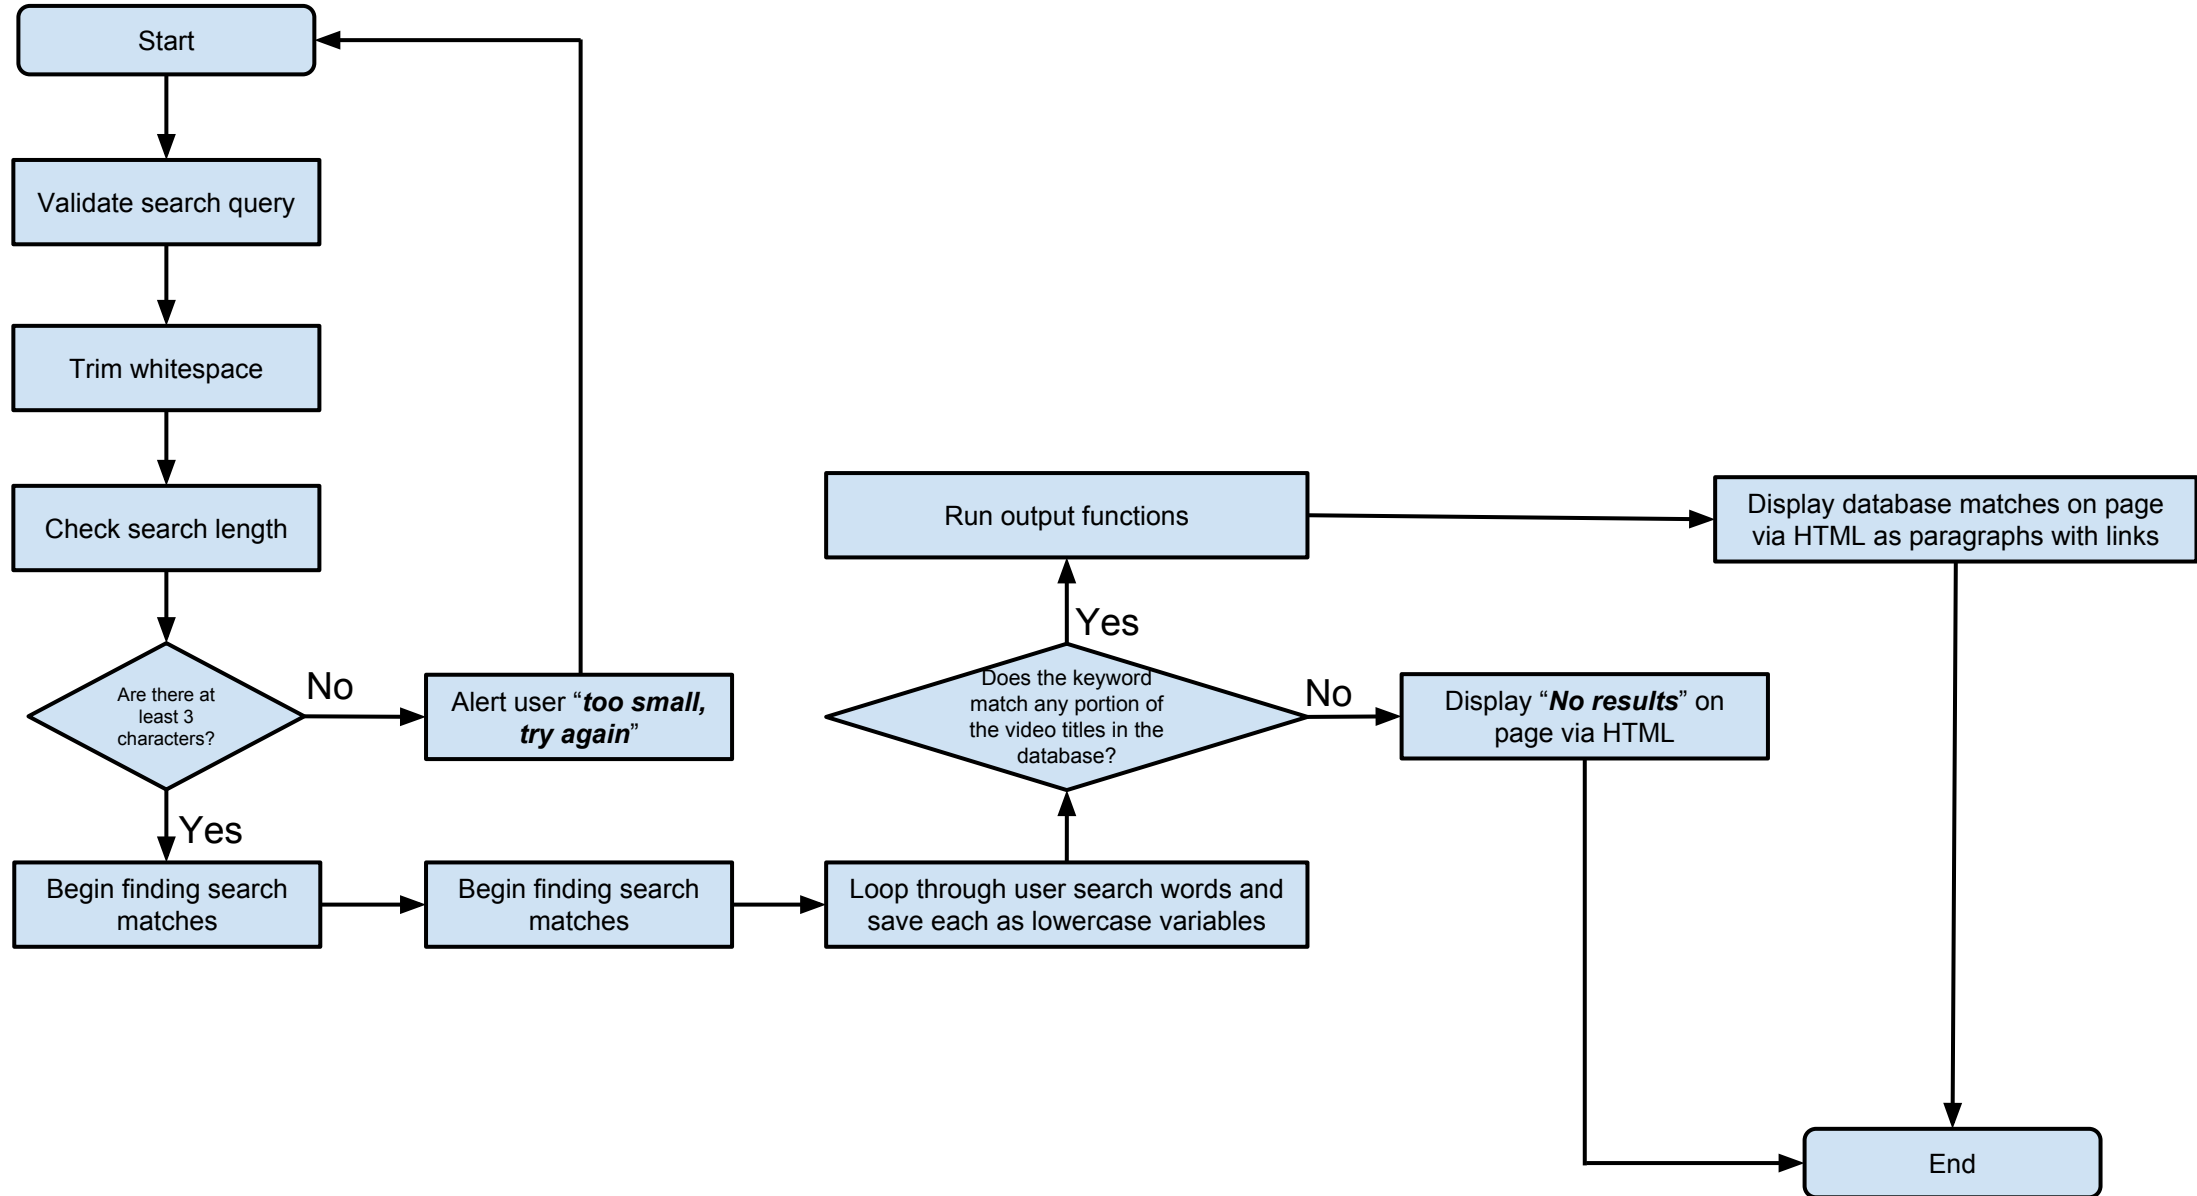 Start
Validate search query
Trim whitespace
Check search length
Are there at
least 3
characters?
No
Alert user “too small,
try again”
Yes
Begin finding search
matches
Begin finding search
matches
Loop through user search words and
save each as lowercase variables
Does the keyword
match any portion of
the video titles in the
database?
Yes
Run output functions
Display database matches on page
via HTML as paragraphs with links
No
Display “No results” on
page via HTML
End